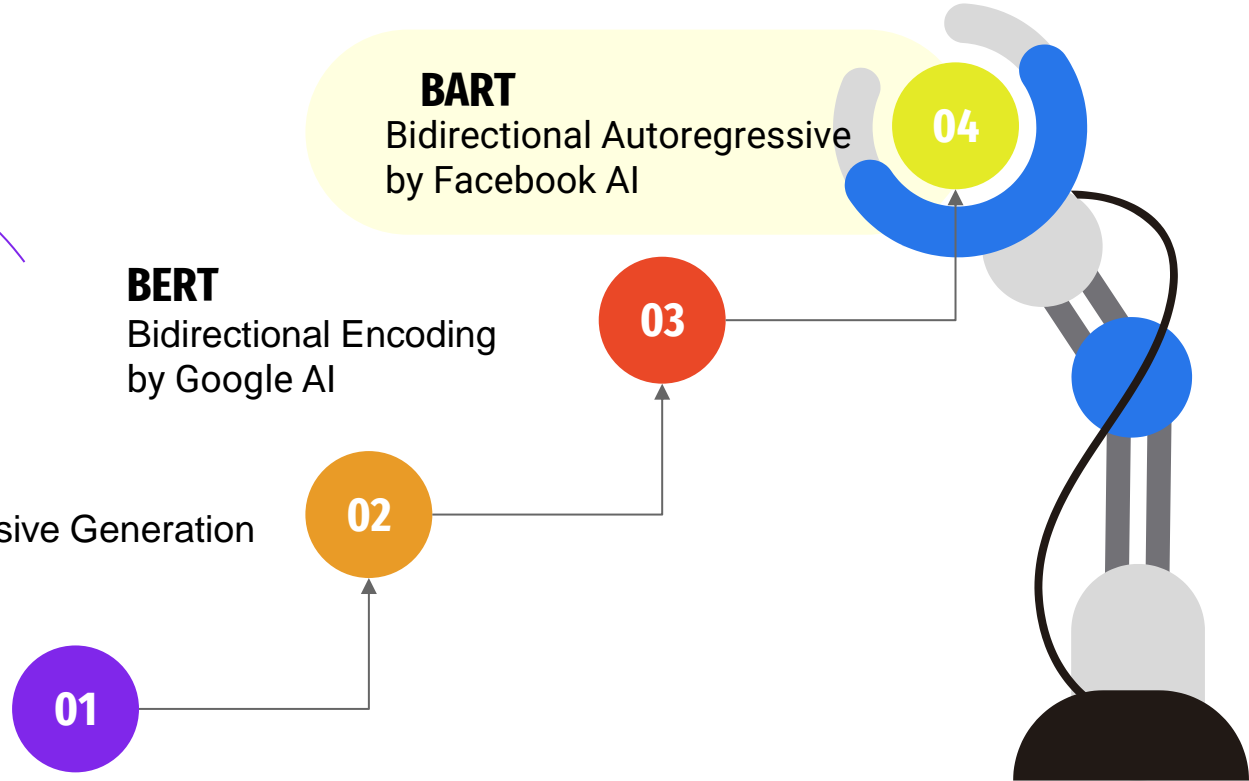 BART
Bidirectional Autoregressive
by Facebook AI
04
BERT
Bidirectional Encoding
by Google AI
03
sive Generation
02
01